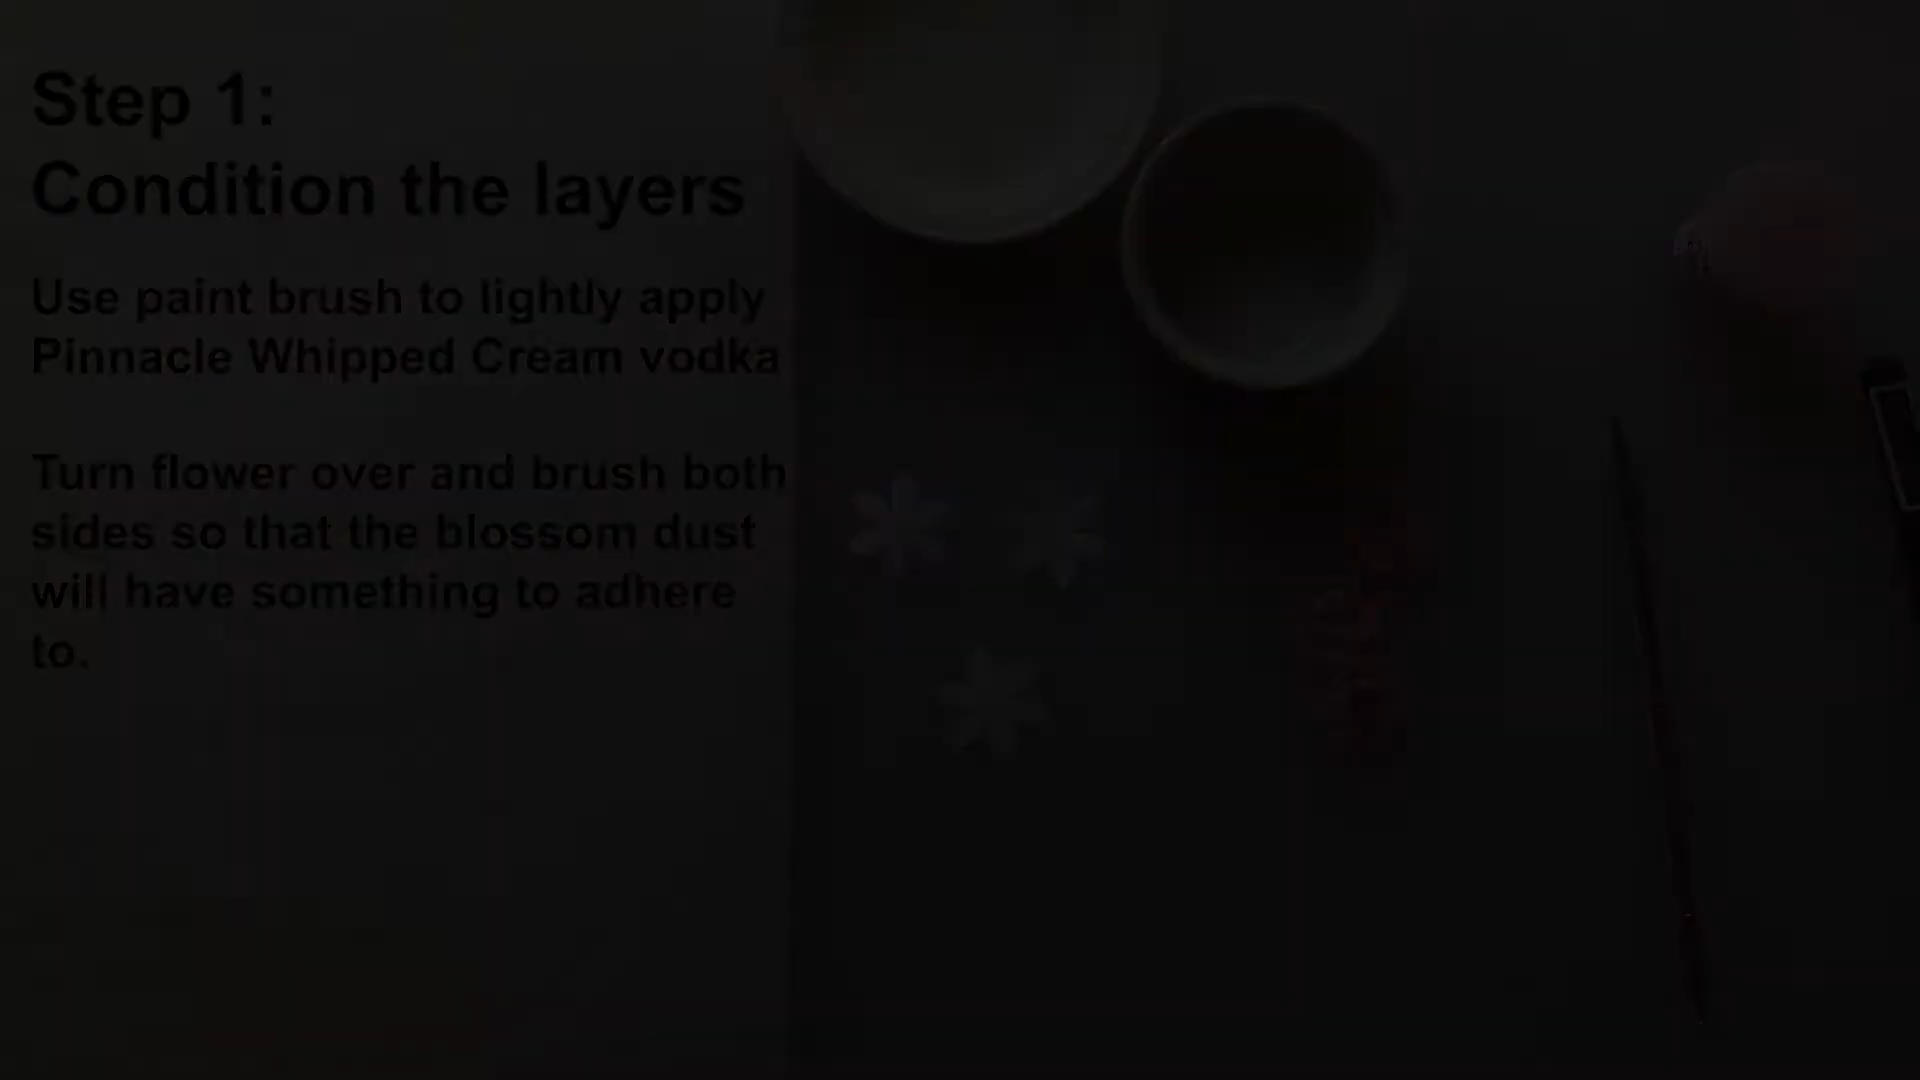 Step 1:
Condition the layers
Use paint brush to lightly apply
Pinnacle Whipped Cream vodka
Turn flower over and brush both
sides so that the blossom dust
will have something to adhere
to.